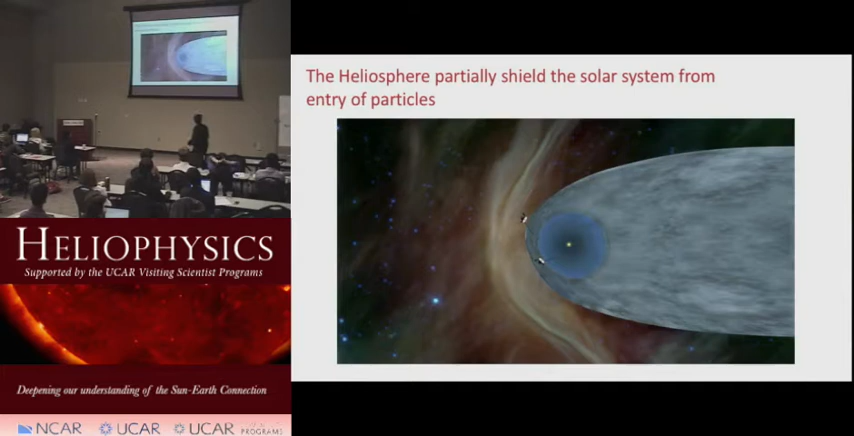 The Heliosphere partially shield the solar system from
entry of particles
HELIOPHYSICS
Supported by the UCAR Visiting Scientist Programs
Deepening our understanding of the Sun-Earth Connection
NCAR
UCAR
UCAR
PROGRAMS